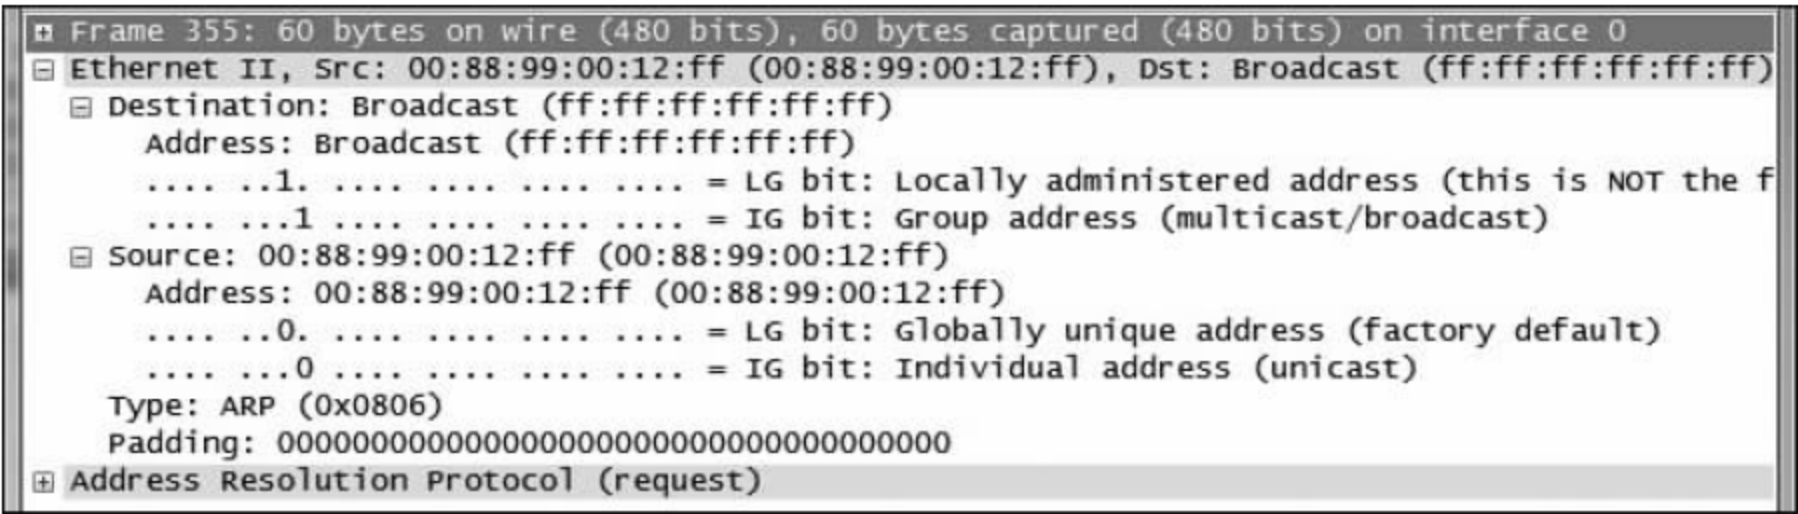 Frame 355: 60 bytes on wire (480 bits), 60 bytes captured (480 bits) on interface 0
Ethernet II, Src: 00:88:99:00:12:ff (00:88:99:00:12:ff), Dst: Broadcast (ff:ff:ff:ff:ff:ff)
Destination: Broadcast (ff:ff:ff:ff:ff:ff)
Address: Broadcast (ff:ff:ff:ff:ff:ff)
.... ..1. .... .... .... .... = LG bit: Locally administered address (this is NOT the f
.... ...1 .... .... .... .... = IG bit: Group address (multicast/broadcast)
Source: 00:88:99:00:12:ff (00:88:99:00:12:ff)
Address: 00:88:99:00:12:ff (00:88:99:00:12:ff)
.... ..0. .... .... .... .... = LG bit: Globally unique address (factory default)
.... ...0 .... .... .... .... = IG bit: Individual address (unicast)
Type: ARP (0x0806)
Padding: 000000000000000000000000000000000000
Address Resolution Protocol (request)